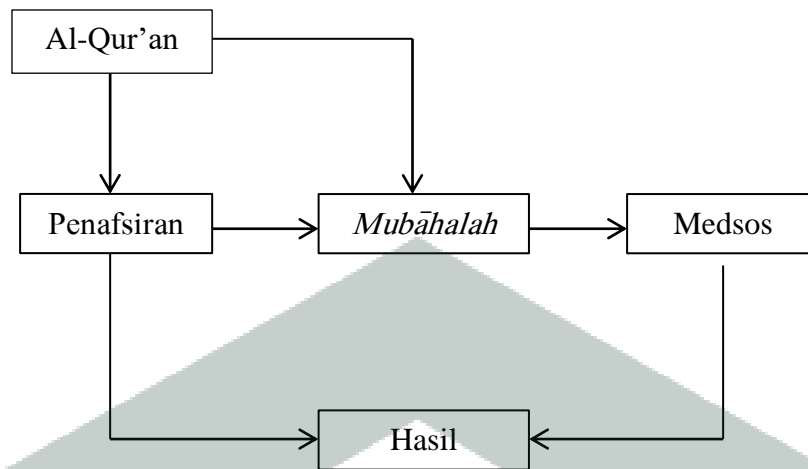 Al-Qur’an
Penafsiran
Mubāhalah
Medsos
Hasil